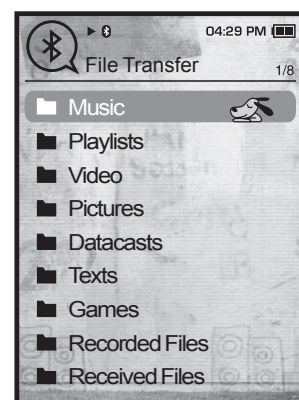 04:29 PM
File Transfer
1/8
Music
Playlists
Video
Pictures
Datacasts
Texts
Games
Recorded Files
Received Files